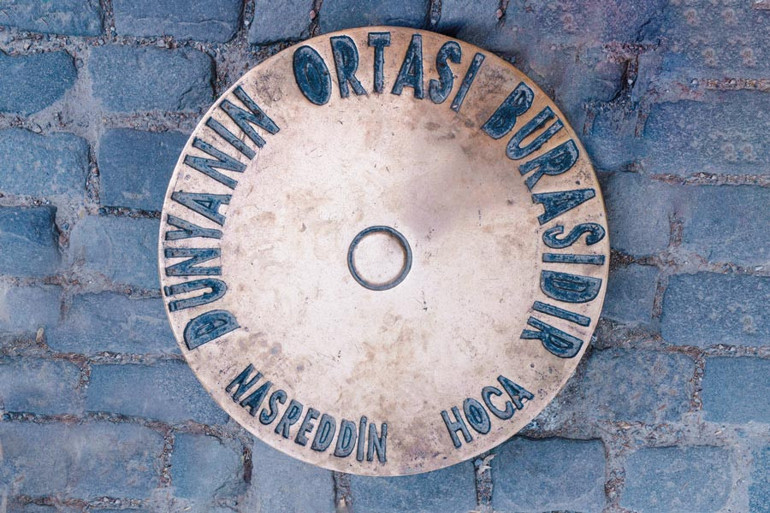 DÜNYANIN ORTASI BURASIDIR
NASREDDİN HOCA